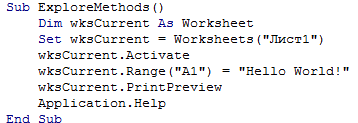 Sub ExploreMethods()
    Dim wksCurrent As Worksheet
    Set wksCurrent = Worksheets("Лист1")
    wksCurrent.Activate
    wksCurrent.Range("A1") = "Hello World!"
    wksCurrent.PrintPreview
    Application.Help
End Sub